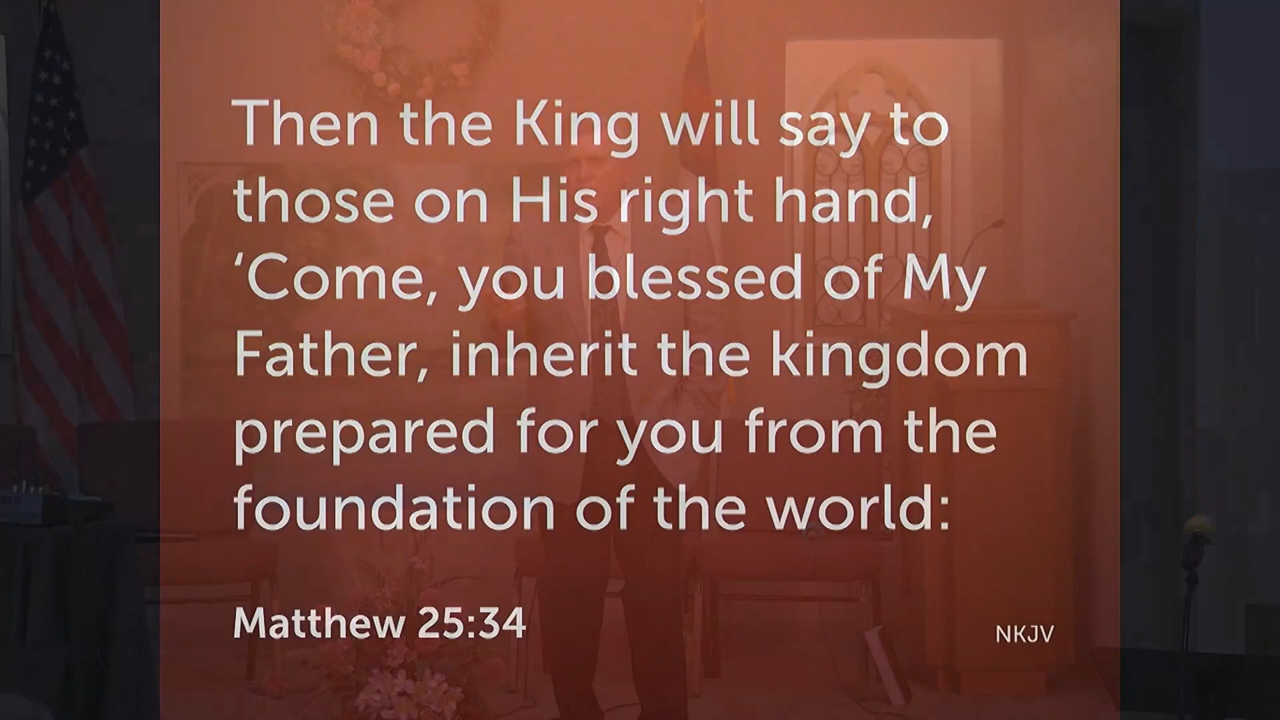 Then the King will say to
those on His right hand,
‘Come, you blessed of My
Father, inherit the kingdom
prepared for you from the
foundation of the world:
Matthew 25:34
NKJV